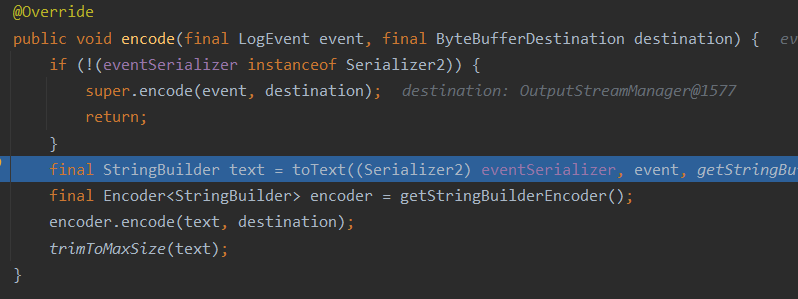 @Override
public void encode(final LogEvent event, final ByteBufferDestination destination) {
if (!(eventSerializer instanceof Serializer2)) {
super.encode(event, destination); destination: OutputStreamManager@1577
return;
}
final StringBuilder text = toText((Serializer2) eventSerializer, event, getStringBu
final Encoder<StringBuilder> encoder = getStringBuilderEncoder();
encoder.encode(text, destination);
trimToMaxSize(text);
}